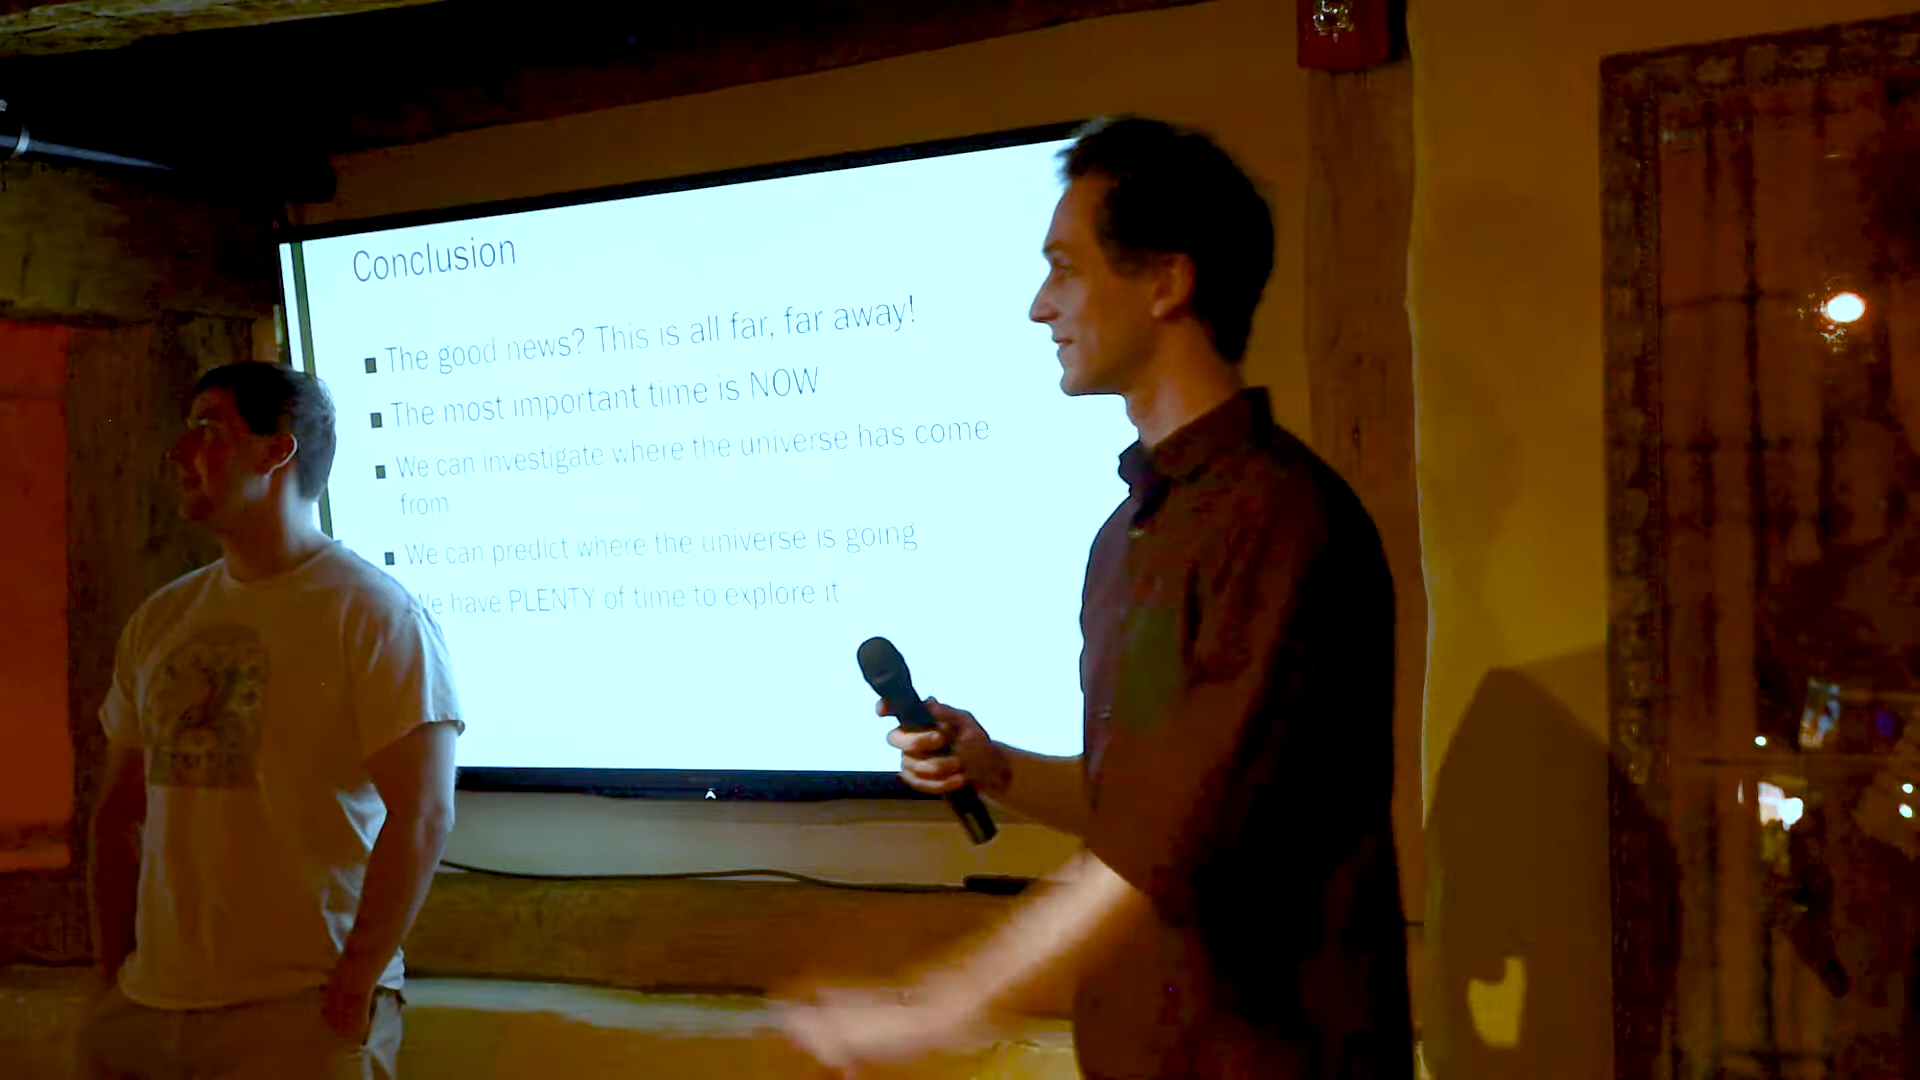 Conclusion
The good news? This is all far, far away!
The most important time is NOW
We can investigate where the universe has come
from
We can predict where the universe is going
We have PLENTY of time to explore it